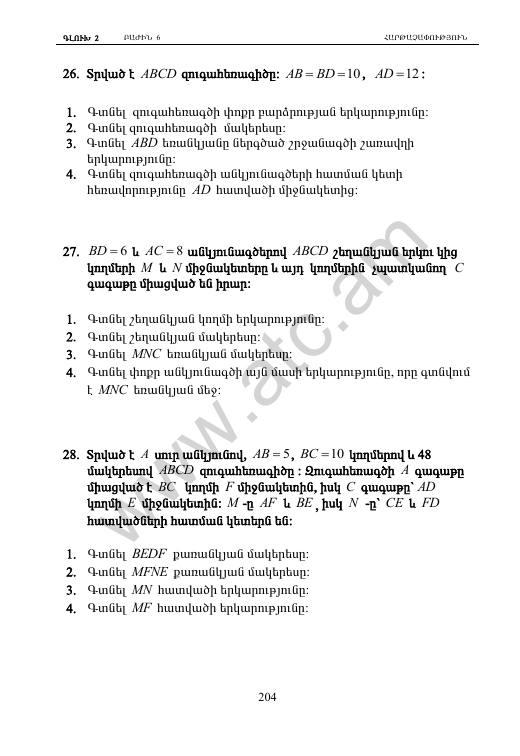 ԳԼՈՒԽ 2 ԲԱԺԻՆ 6 ՀԱՐԹԱՉԱՓՈՒԹՅՈՒՆ
26. Տրված է ABCD զուգահեռագիծը: AB = BD = 10 , AD = 12 :
1. Գտնել զուգահեռագծի փոքր բարձրության երկարությունը:
2. Գտնել զուգահեռագծի մակերեսը:
3. Գտնել ABD եռանկյանը ներգծած շրջանագծի շառավղի
երկարությունը:
4. Գտնել զուգահեռագծի անկյունագծերի հատման կետի
հեռավորությունը AD հատվածի միջնակետից:
27. BD = 6 և AC = 8 անկյունագծերով ABCD շեղանկյան երկու կից
կողմերի M և N միջնակետերը և այդ կողմերին չպատկանող C
գագաթը միացված են իրար:
1. Գտնել շեղանկյան կողմի երկարությունը:
2. Գտնել շեղանկյան մակերեսը:
3. Գտնել MNC եռանկյան մակերեսը:
4. Գտնել փոքր անկյունագծի այն մասի երկարությունը, որը գտնվում
է MNC եռանկյան մեջ:
28. Տրված է A սուր անկյունով, AB = 5 , BC = 10 կողմերով և 48
մակերեսով ABCD զուգահեռագիծը : Զուգահեռագծի A գագաթը
միացված է BC կողմի F միջնակետին, իսկ C գագաթը՝ AD
կողմի E միջնակետին: M -ը AF և BE , իսկ N -ը՝ CE և FD
հատվածների հատման կետերն են:
1. Գտնել BEDF քառանկյան մակերեսը:
2. Գտնել MFNE քառանկյան մակերեսը:
3. Գտնել MN հատվածի երկարությունը:
4. Գտնել MF հատվածի երկարությունը:
www.atc.am
204